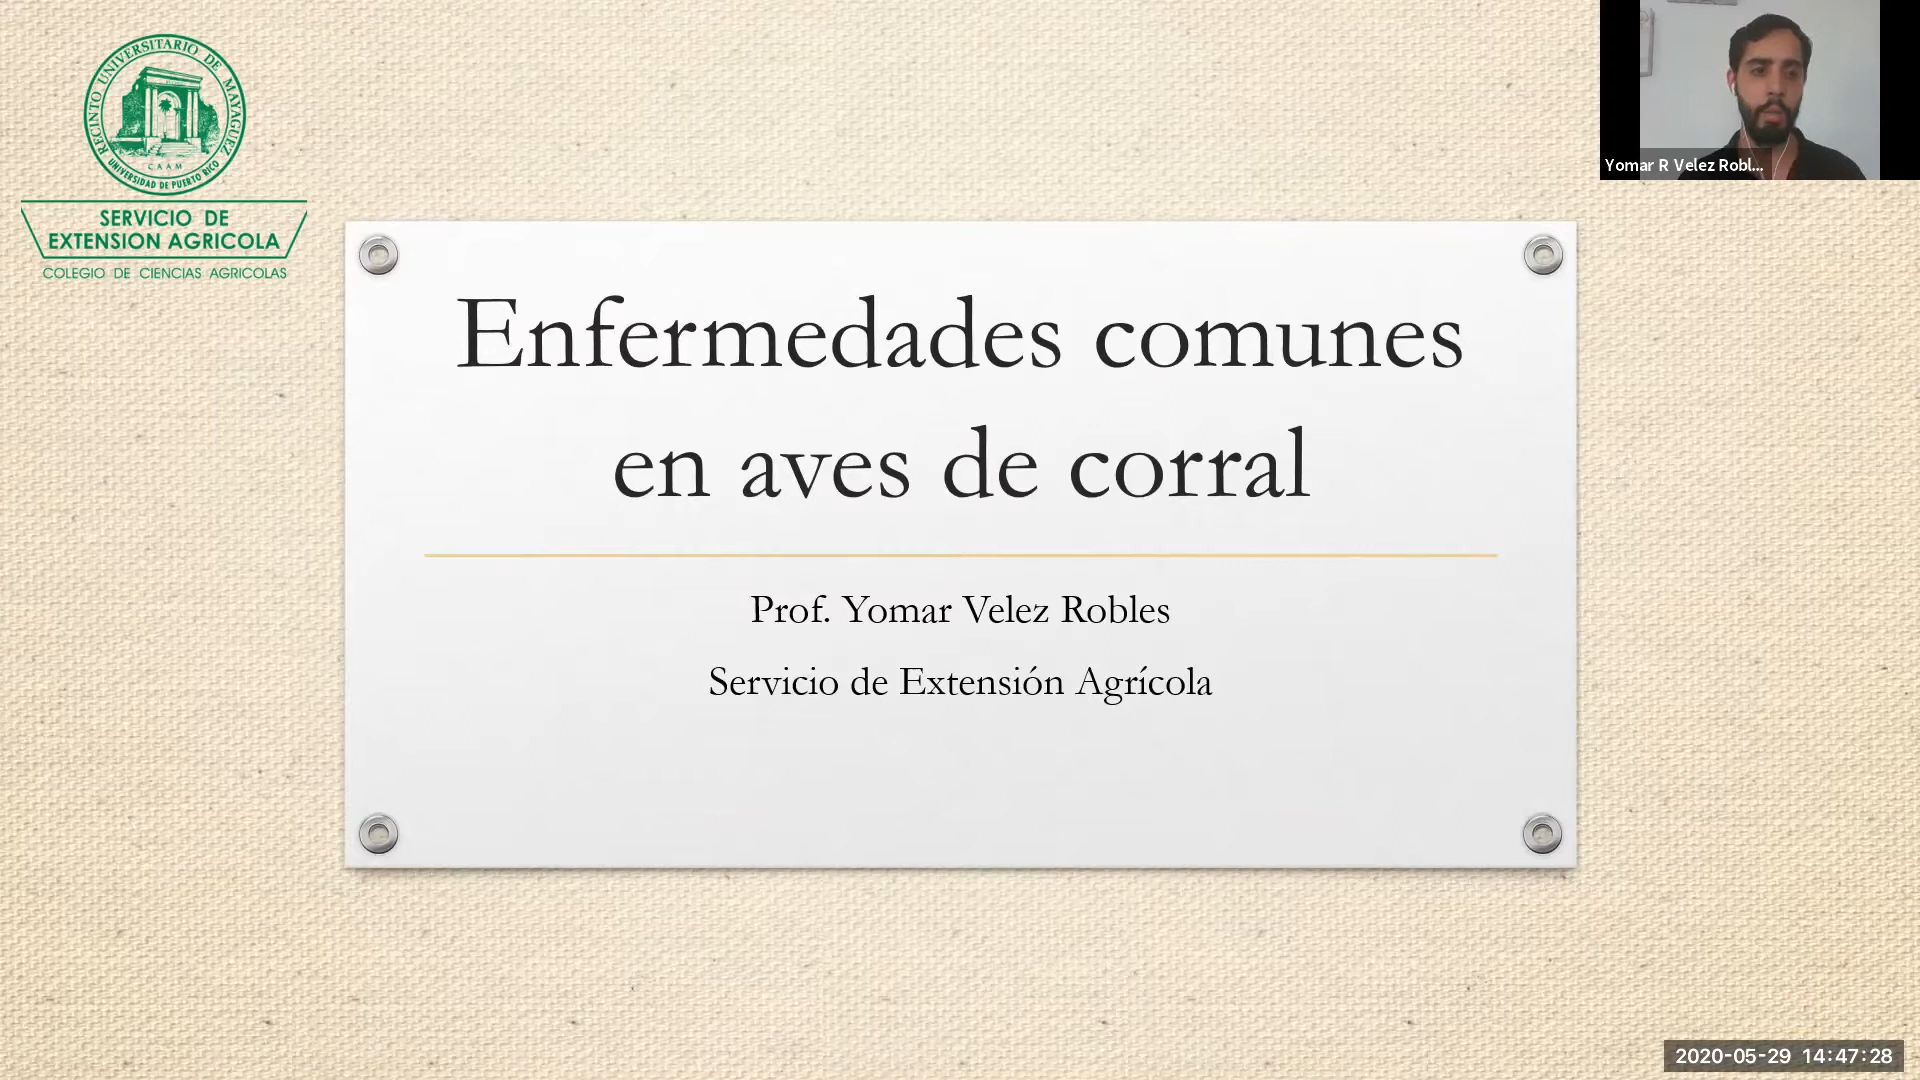 RECINTO UNIVERSITARIO DE MAYAGUEZ
CAAM
UNIVERSIDAD DE PUERTO RICO
SERVICIO DE
EXTENSION AGRICOLA
COLEGIO DE CIENCIAS AGRICOLAS
Yomar R Velez Robl...
Enfermedades comunes
en aves de corral
Prof. Yomar Velez Robles
Servicio de Extensión Agrícola
2020-05-29 14:47:28